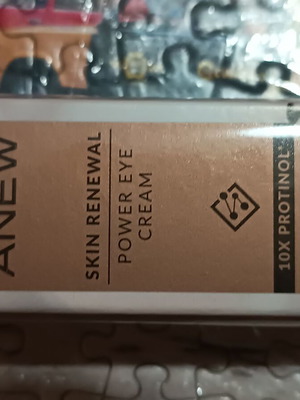 ANEW
SKIN RENEWAL
POWER EYE
CREAM
10X PROTINOL